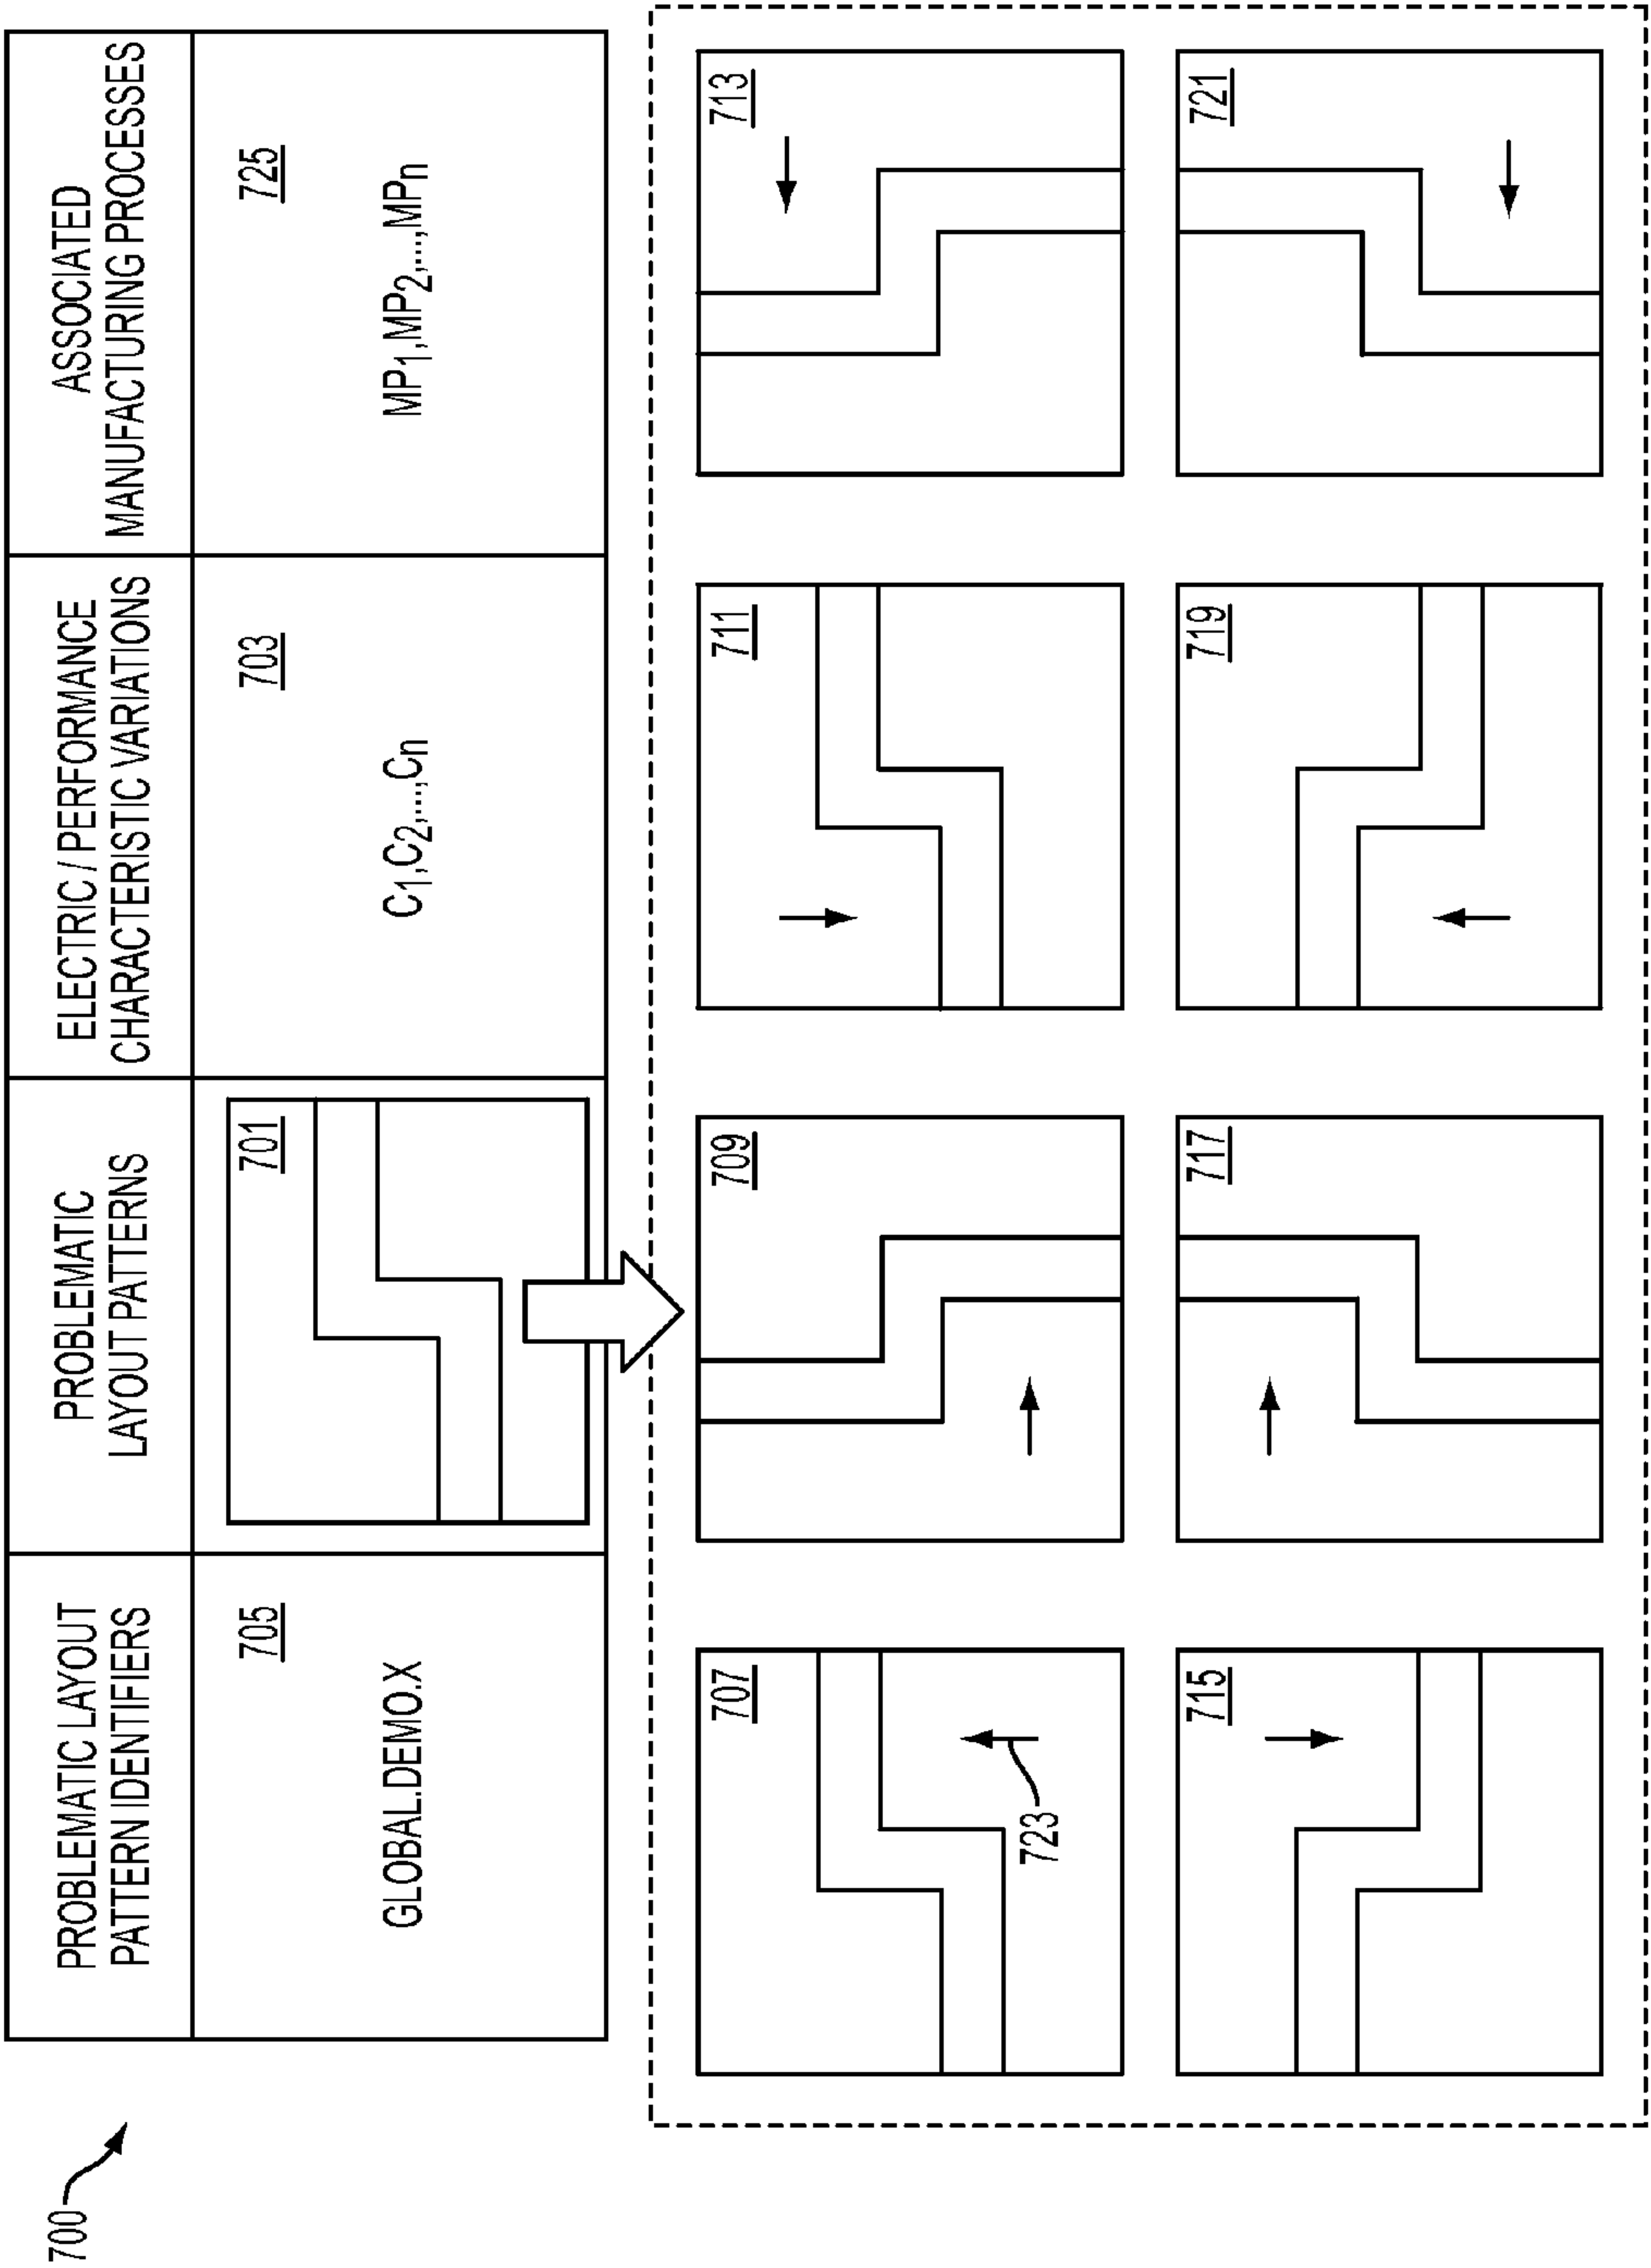 700
PROBLEMATIC LAYOUT
PATTERN IDENTIFIERS
PROBLEMATIC
LAYOUT PATTERNS
ELECTRIC / PERFORMANCE
CHARACTERISTIC VARIATIONS
ASSOCIATED
MANUFACTURING PROCESSES
705
GLOBAL.DEMO.X
701
703
C1,C2,...,Cn
725
MP1,MP2,...,MPn
707
723
709
711
713
715
717
719
721